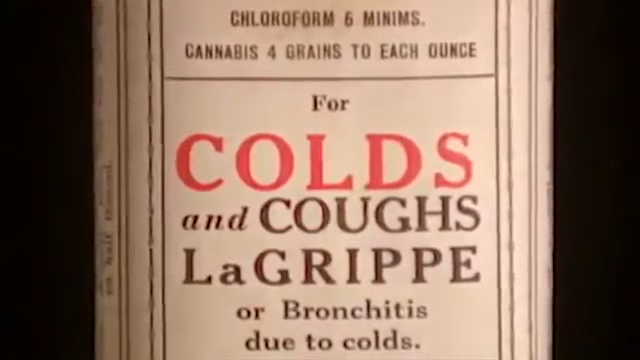 CHLOROFORM 6 MINIMS.
CANNABIS 4 GRAINS TO EACH OUNCE
For
COLDS
and COUGHS
LaGRIPPE
or Bronchitis
due to colds.